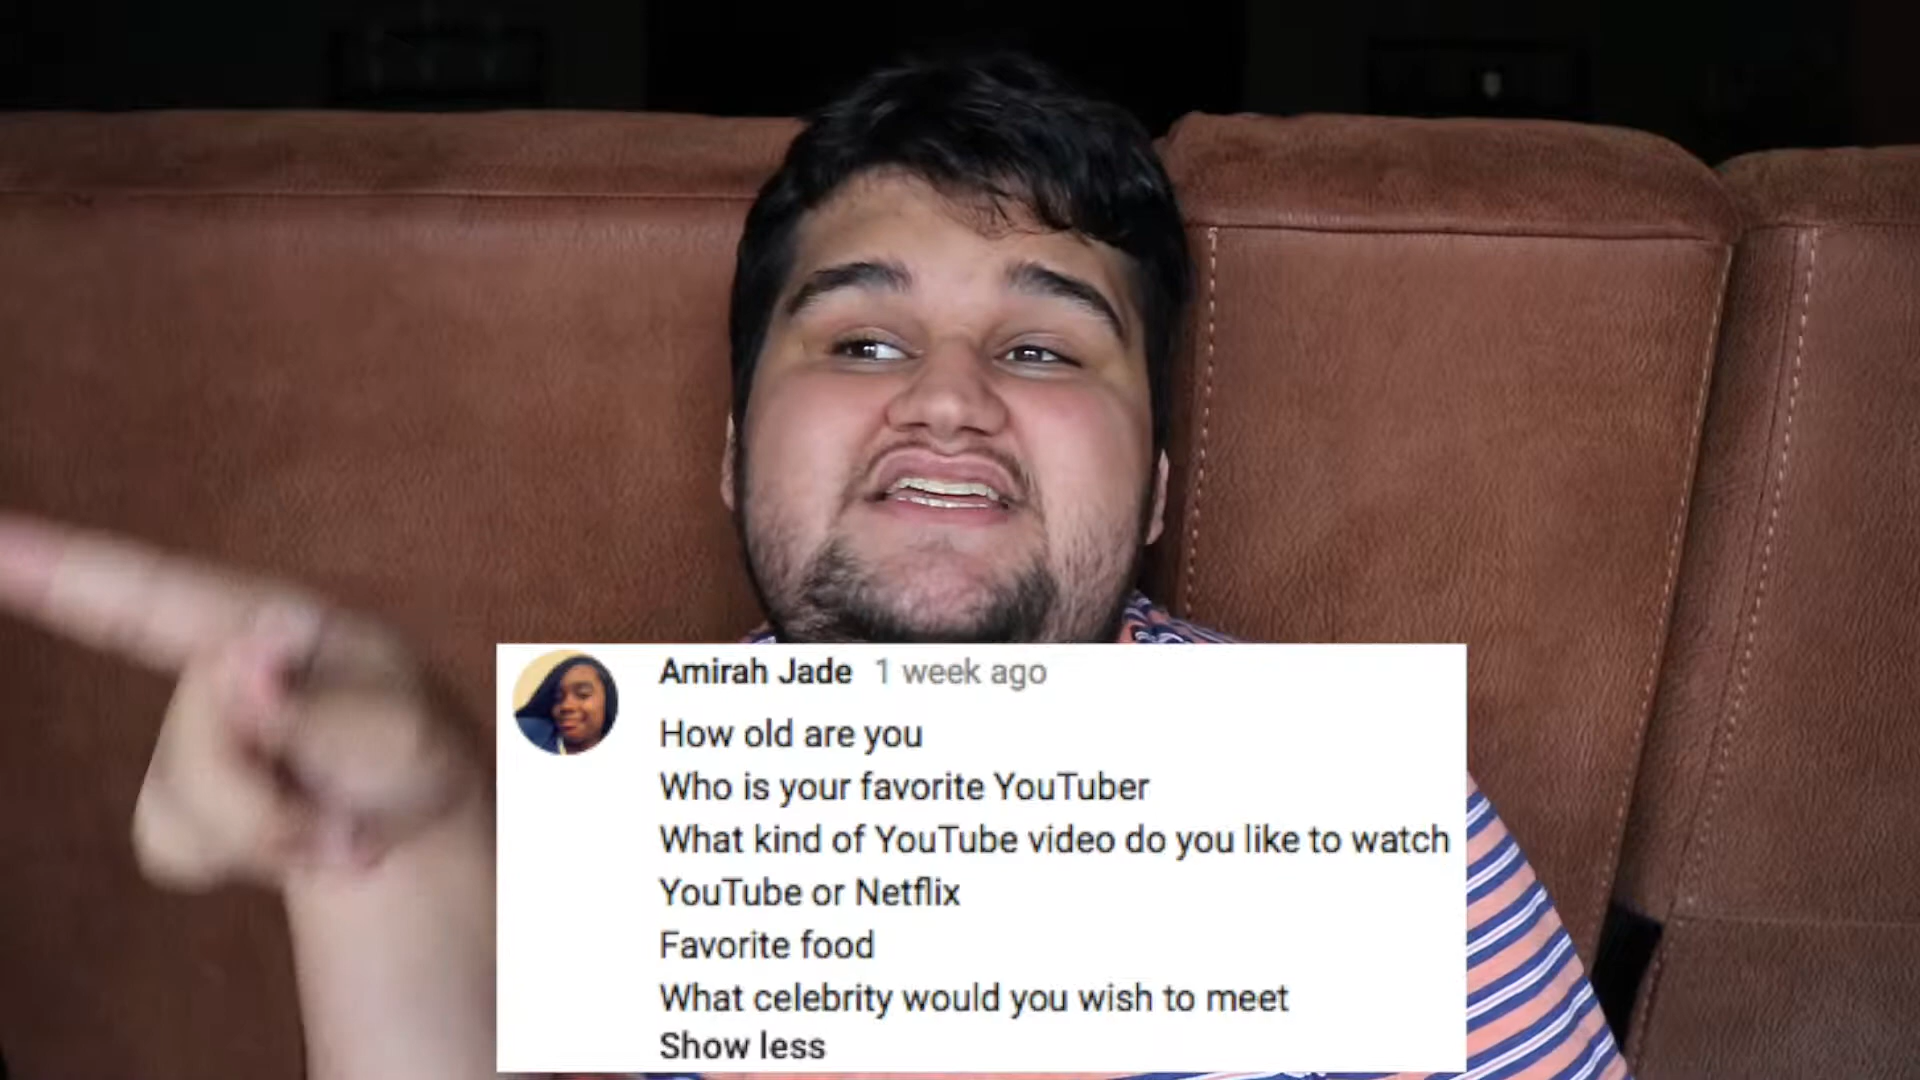 Amirah Jade 1 week ago
How old are you
Who is your favorite YouTuber
What kind of YouTube video do you like to watch
YouTube or Netflix
Favorite food
What celebrity would you wish to meet
Show less